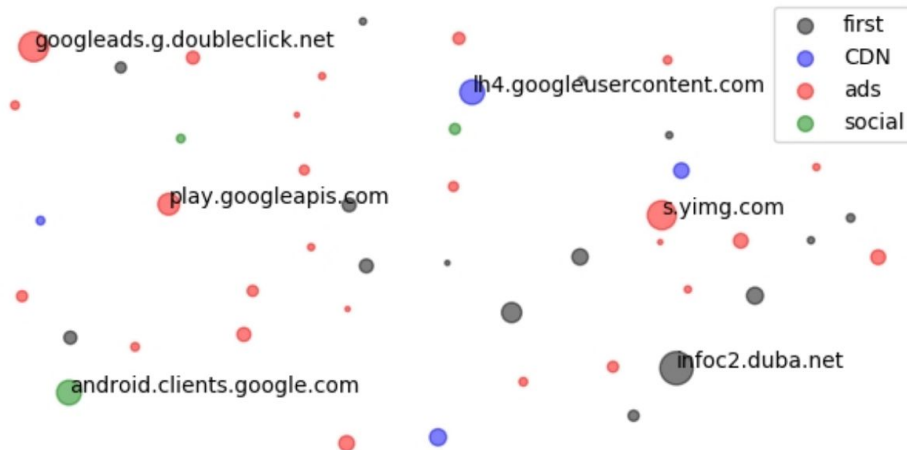 googleads.g.doubleclick.net
first
CDN
ads
social
lh4.googleusercontent.com
play.googleapis.com
s.yimg.com
infoc2.duba.net
android.clients.google.com